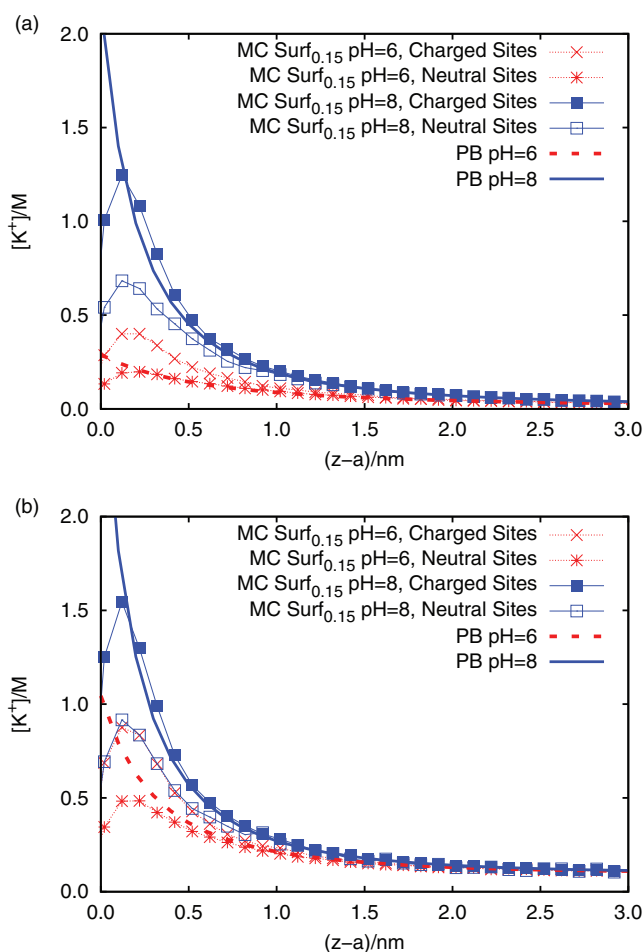 (a)
2.0
1.5
1.0
0.5
0.0
[K⁺]/M
MC Surf₀.₁₅ pH=6, Charged Sites
MC Surf₀.₁₅ pH=6, Neutral Sites
MC Surf₀.₁₅ pH=8, Charged Sites
MC Surf₀.₁₅ pH=8, Neutral Sites
PB pH=6
PB pH=8
0.0 0.5 1.0 1.5 2.0 2.5 3.0
(z−a)/nm
(b)
2.0
1.5
1.0
0.5
0.0
[K⁺]/M
MC Surf₀.₁₅ pH=6, Charged Sites
MC Surf₀.₁₅ pH=6, Neutral Sites
MC Surf₀.₁₅ pH=8, Charged Sites
MC Surf₀.₁₅ pH=8, Neutral Sites
PB pH=6
PB pH=8
0.0 0.5 1.0 1.5 2.0 2.5 3.0
(z−a)/nm